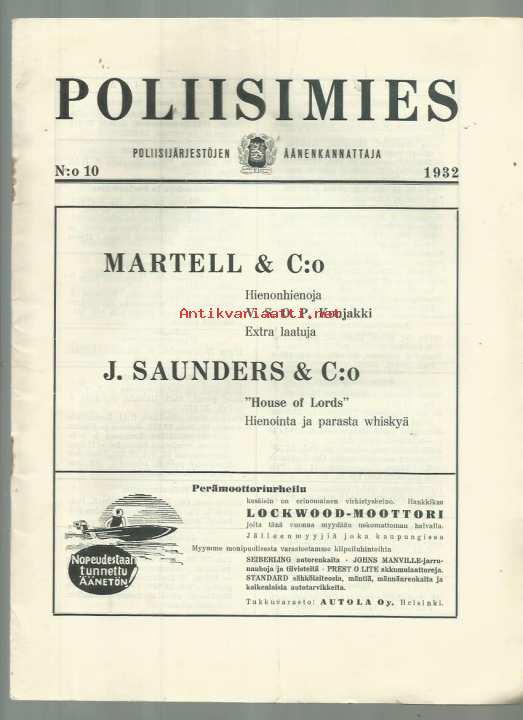 POLIISIMIES
POLIISIJÄRJESTÖJEN ÄÄNENKANNATTAJA
N:o 10 1932
MARTELL & C:o
Hienonhienoja
V. S. O. P. Konjakki
Antikvariaatti.net
Extra laatuja
J. SAUNDERS & C:o
"House of Lords"
Hienointa ja parasta whiskyä
Perämoottoriurheilu
kesäisin on erinomainen virkistyskeino. Hankkikaa
LOCKWOOD-MOOTTORI
joita tänä vuonna myydään uskomattoman halvalla.
Jälleenmyyjiä joka kaupungissa
Myymme monipuolisesta varastostamme kilpailuhintoihin
SEIBERLING autorenkaita - JOHNS MANVILLE-jarru-
nauhoja ja tiivisteitä - PREST O LITE akkumulaattoreja.
STANDARD sähkölaiteosia, mäntiä, männänrenkaita ja
kaikenlaisia autotarvikkeita.
Tukkuvarasto: AUTOLA Oy. Helsinki.
Nopeudestaan
tunnettu
ÄÄNETÖN!